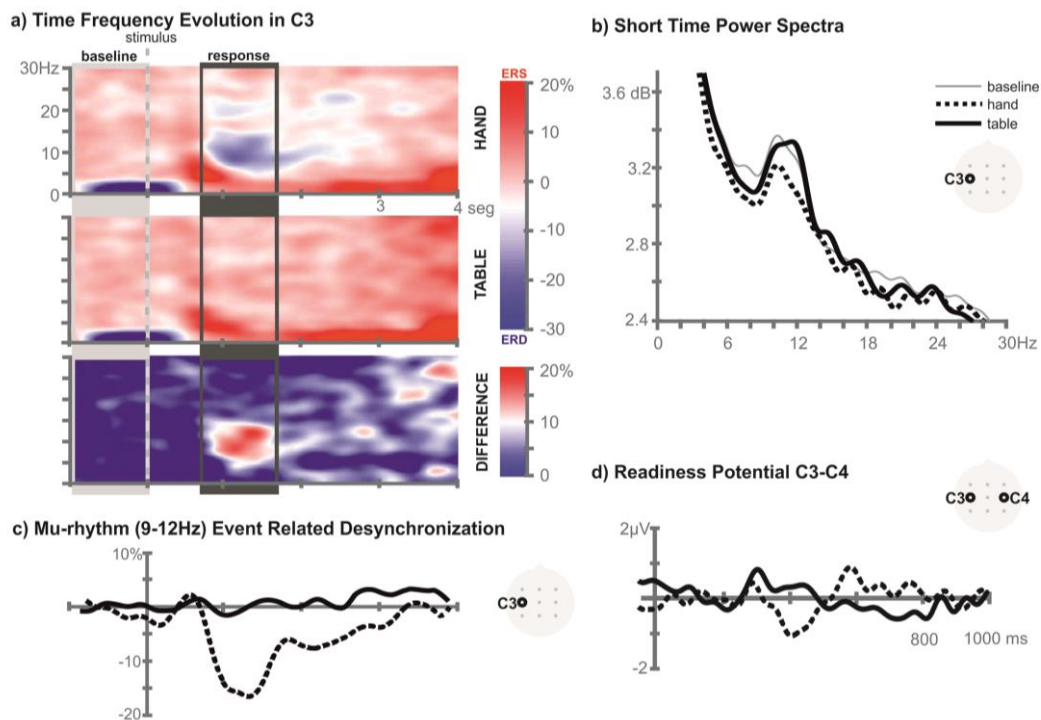 a) Time Frequency Evolution in C3
stimulus
baseline
response
30Hz
20
10
0
3
4 seg
HAND
ERS
20%
10
0
-10
-20
-30
ERD
TABLE
DIFFERENCE
20%
10
0
b) Short Time Power Spectra
3.6 dB
3.2
2.8
2.4
0
6
12
18
24
30Hz
baseline
hand
table
C3
c) Mu-rhythm (9-12Hz) Event Related Desynchronization
10%
-10
-20
C3
d) Readiness Potential C3-C4
C3
C4
2µV
-2
800
1000 ms